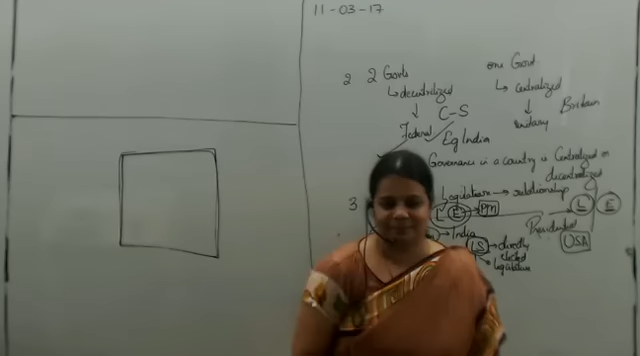 11-03-17
2 2 Govts one Govt
↳ decentralized ↳ centralized
↓ C-S ↓ Britain
Federal unitary
Eg India
Governance in a country is Centralized or
decentralized
3 Legislature → relationship
L E → PM L E
→ India Presidential
LS → directly USA
elected
legislature